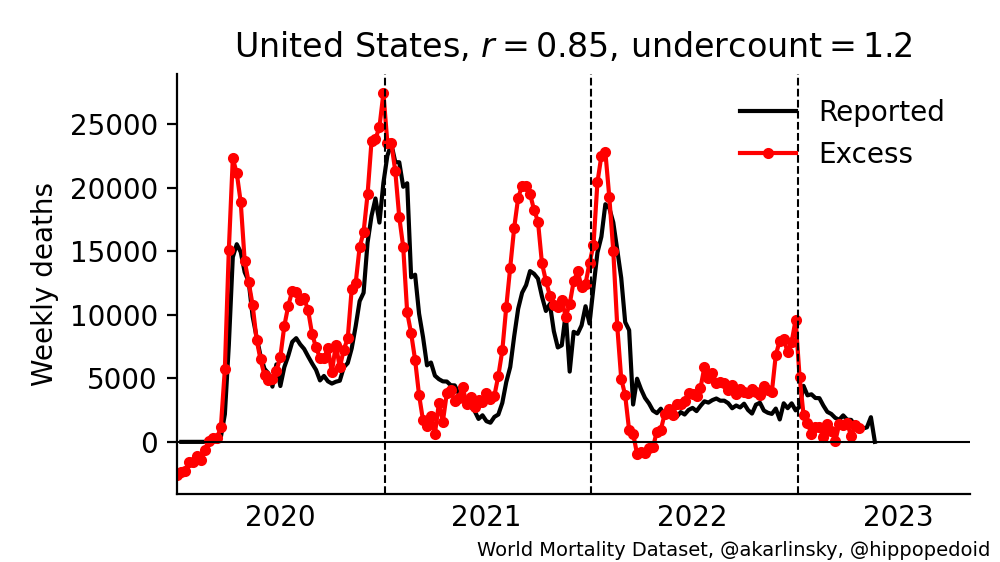 United States, r = 0.85, undercount = 1.2
Reported
Excess
Weekly deaths
25000
20000
15000
10000
5000
0
2020 2021 2022 2023
World Mortality Dataset, @akarlinsky, @hippopedoid